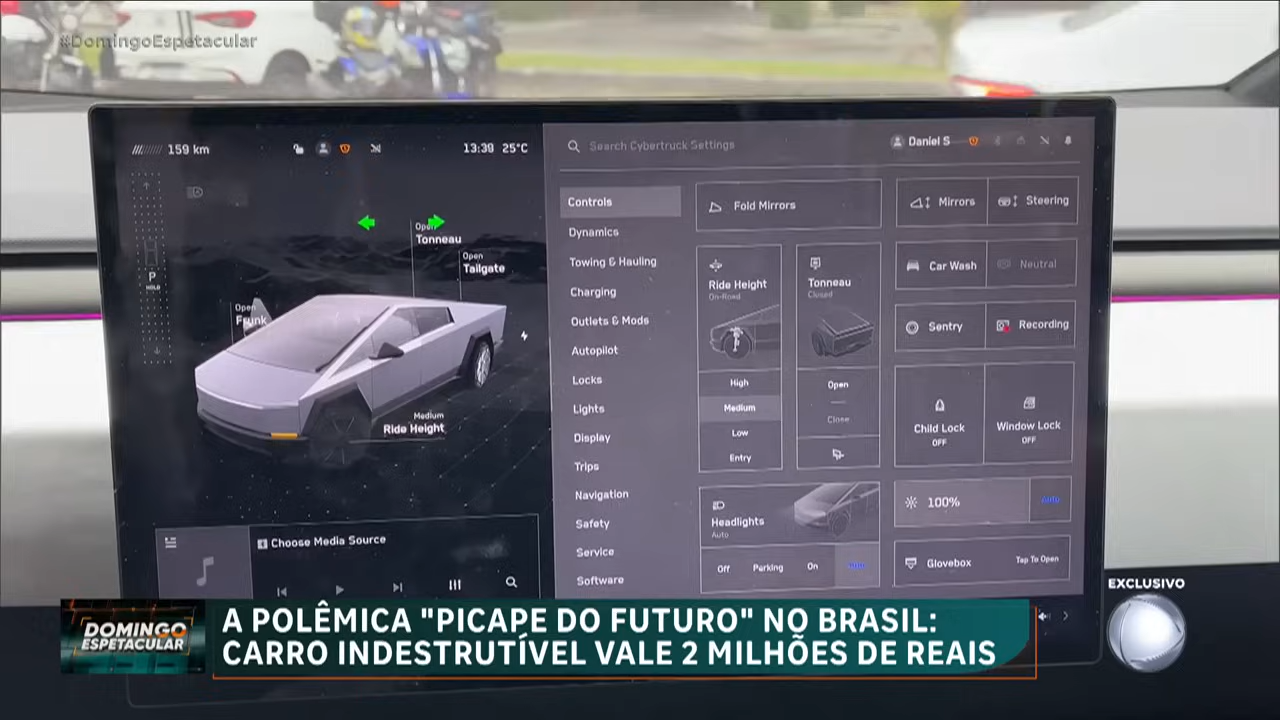 #DomingoEspetacular
159 km
13:39 25°C
Search Cybertruck Settings
Daniel S
P
HOLD
Open
Tonneau
Open
Tailgate
Open
Frunk
Medium
Ride Height
Choose Media Source
Controls
Dynamics
Towing & Hauling
Charging
Outlets & Mods
Autopilot
Locks
Lights
Display
Trips
Navigation
Safety
Service
Software
Fold Mirrors
Mirrors
Steering
Ride Height
On-Road
High
Medium
Low
Entry
Tonneau
Closed
Open
Close
Car Wash
Neutral
Sentry
Recording
Child Lock
OFF
Window Lock
OFF
Headlights
Auto
Off Parking On Auto
100%
Auto
Glovebox
Tap To Open
EXCLUSIVO
DOMINGO
ESPETACULAR
A POLÊMICA "PICAPE DO FUTURO" NO BRASIL:
CARRO INDESTRUTÍVEL VALE 2 MILHÕES DE REAIS